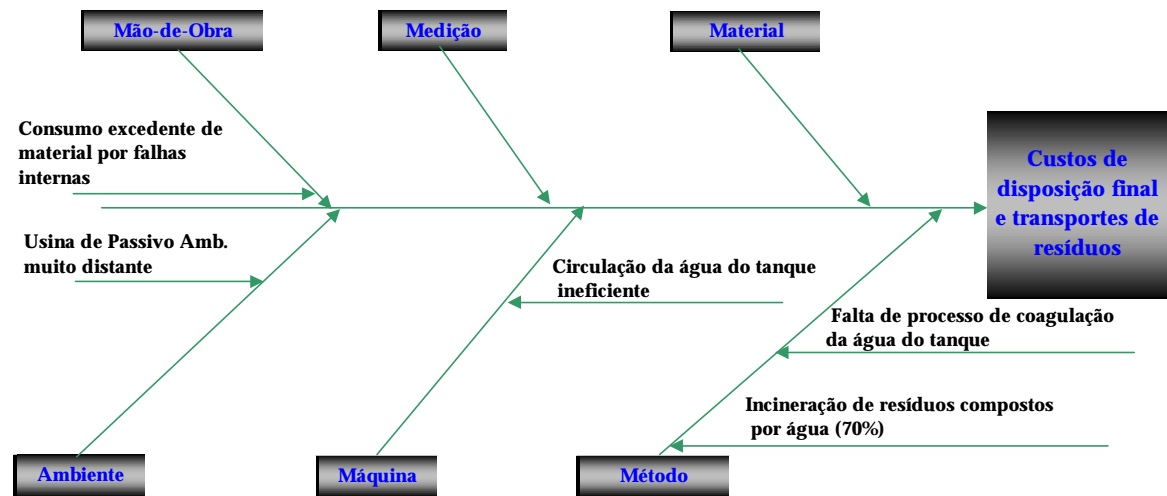 Mão-de-Obra
Medição
Material
Consumo excedente de
material por falhas
internas
Custos de
disposição final
e transportes de
resíduos
Usina de Passivo Amb.
muito distante
Circulação da água do tanque
ineficiente
Falta de processo de coagulação
da água do tanque
Incineração de resíduos compostos
por água (70%)
Ambiente
Máquina
Método